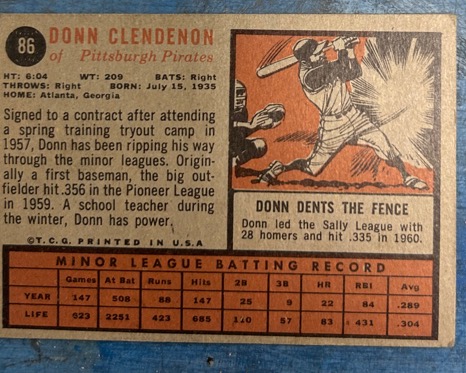 86
DONN CLENDENON
of Pittsburgh Pirates
HT: 6:04 WT: 209 BATS: Right
THROWS: Right BORN: July 15, 1935
HOME: Atlanta, Georgia
Signed to a contract after attending
a spring training tryout camp in
1957, Donn has been ripping his way
through the minor leagues. Origin-
ally a first baseman, the big out-
fielder hit .356 in the Pioneer League
in 1959. A school teacher during
the winter, Donn has power.
©T.C.G. PRINTED IN U.S.A
DONN DENTS THE FENCE
Donn led the Sally League with
28 homers and hit .335 in 1960.
MINOR LEAGUE BATTING RECORD
Games At Bat Runs Hits 2B 3B HR RBI Avg
YEAR 147 508 88 147 25 9 22 84 .289
LIFE 623 2251 423 685 57 83 431 .304